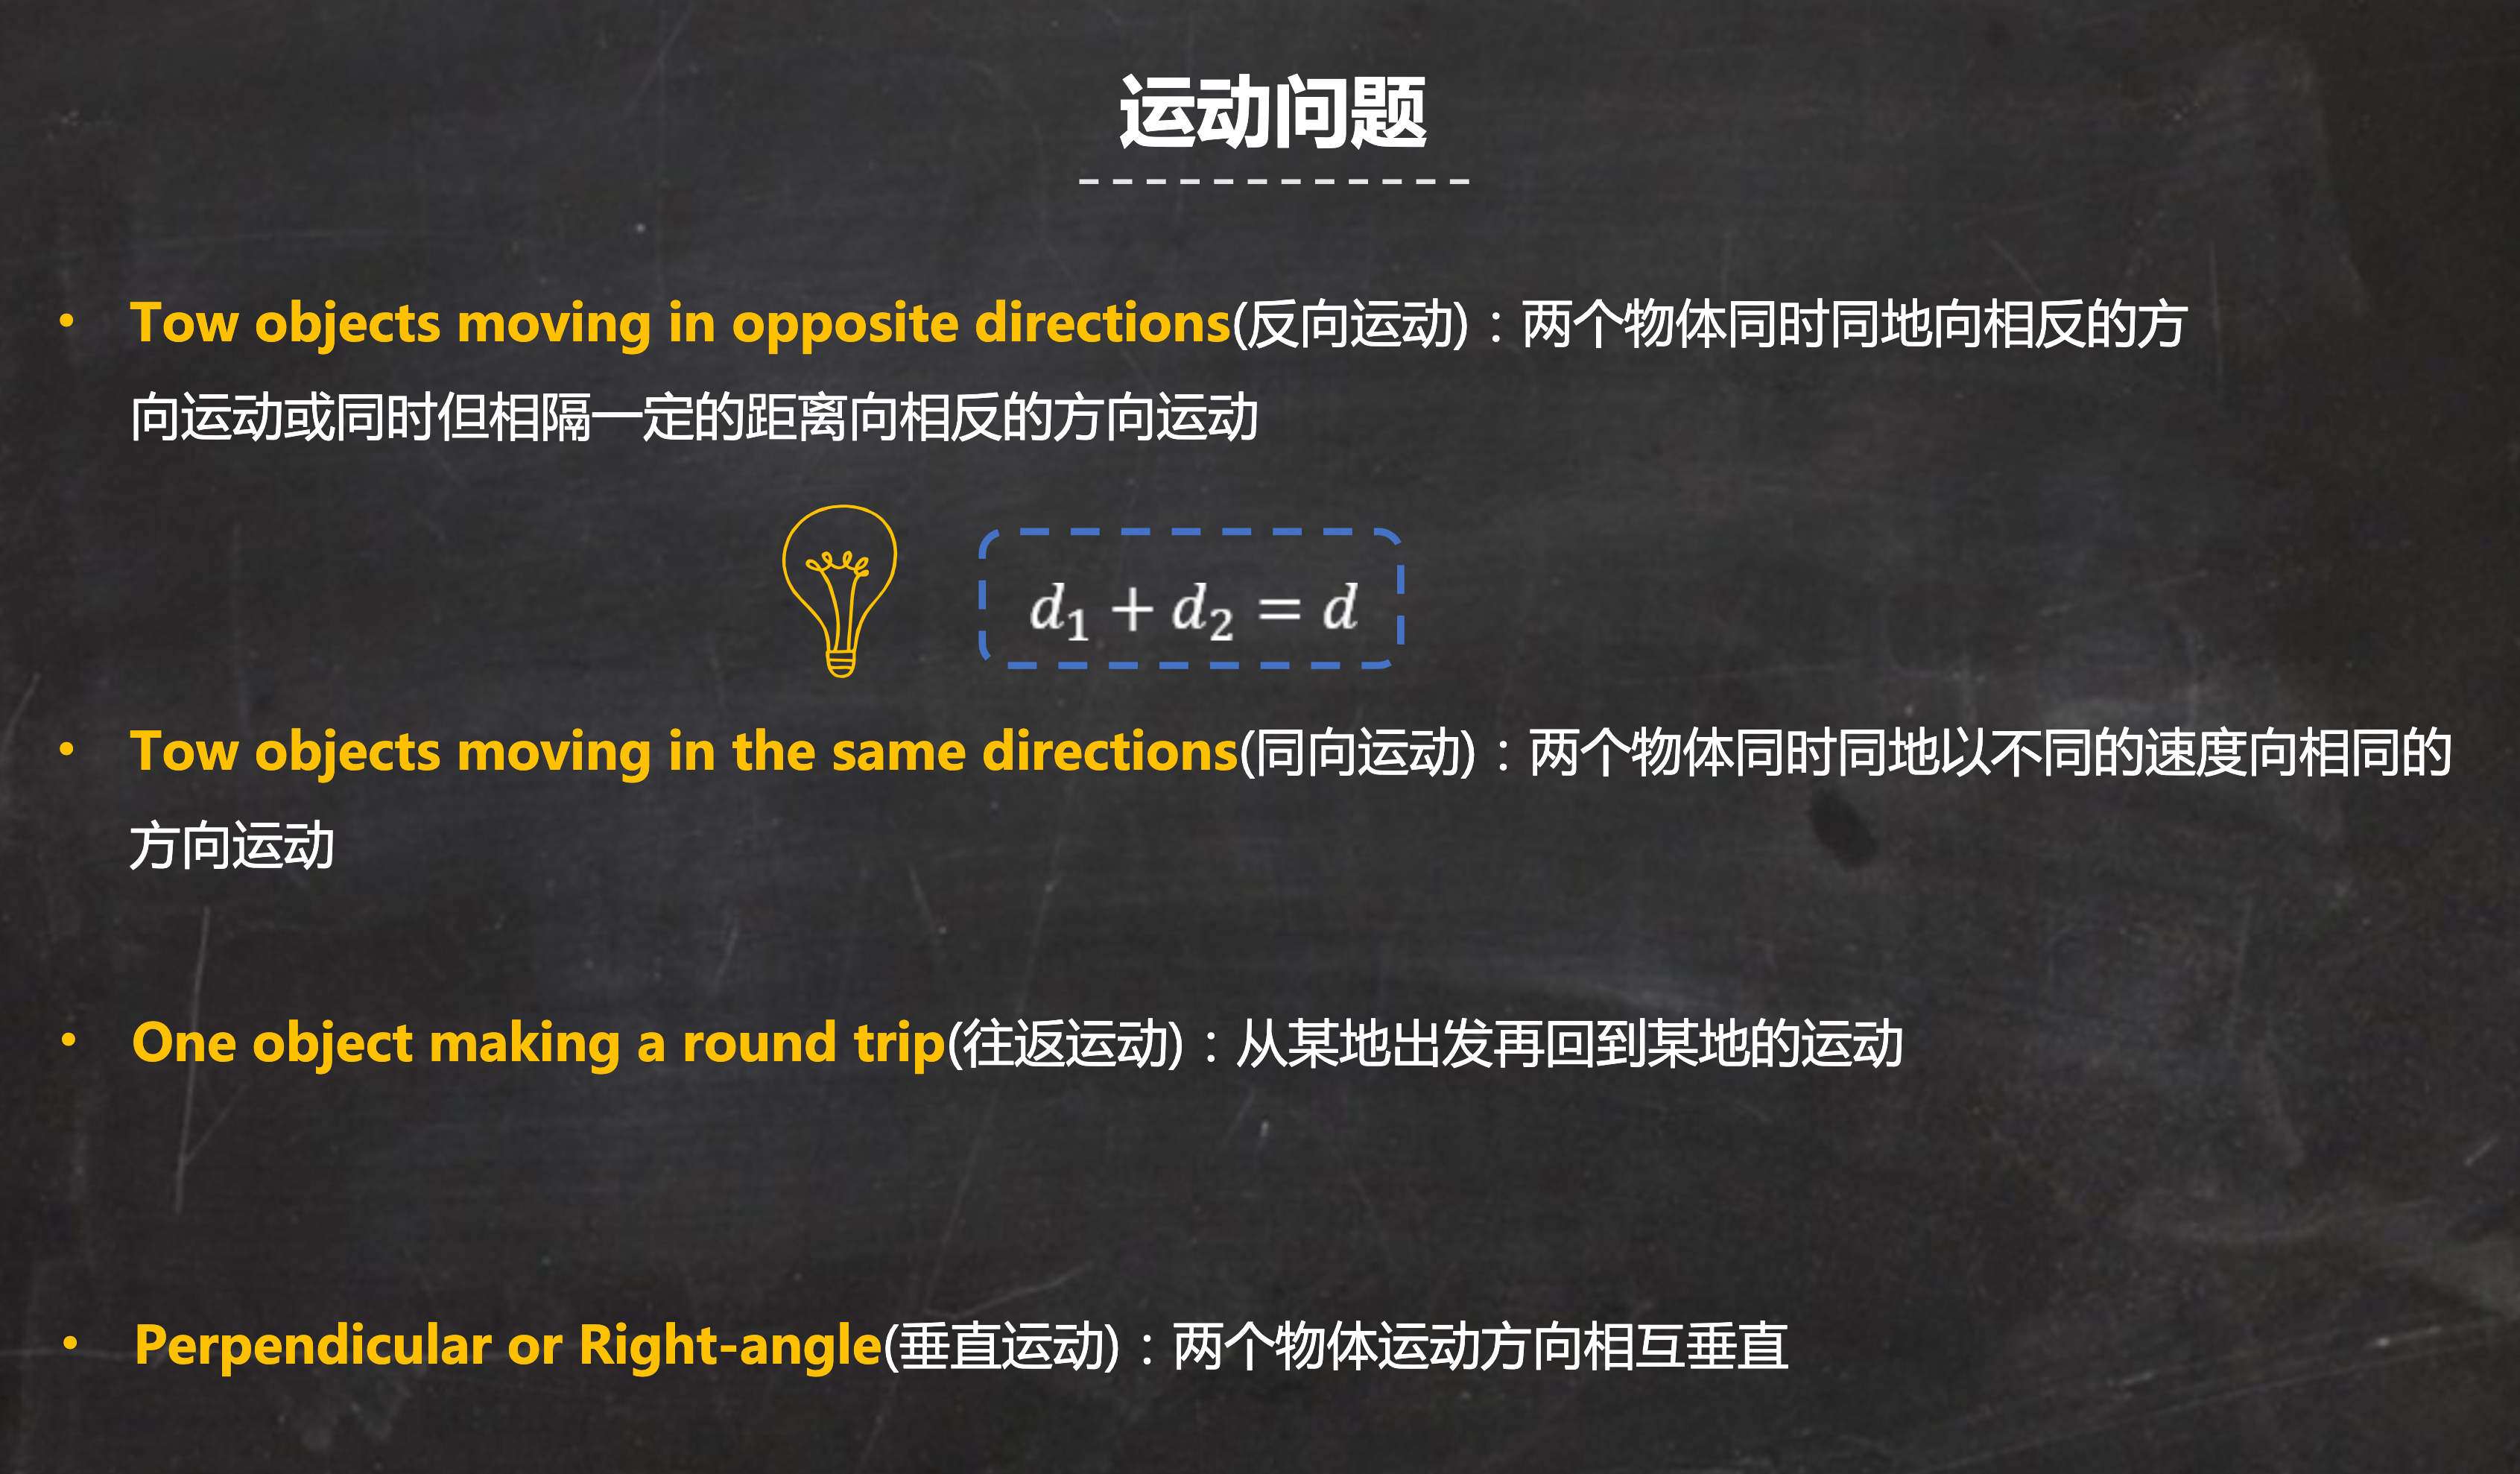 运动问题
• Tow objects moving in opposite directions(反向运动)：两个物体同时同地向相反的方
向运动或同时但相隔一定的距离向相反的方向运动
d₁ + d₂ = d
• Tow objects moving in the same directions(同向运动)：两个物体同时同地以不同的速度向相同的
方向运动
• One object making a round trip(往返运动)：从某地出发再回到某地的运动
• Perpendicular or Right-angle(垂直运动)：两个物体运动方向相互垂直